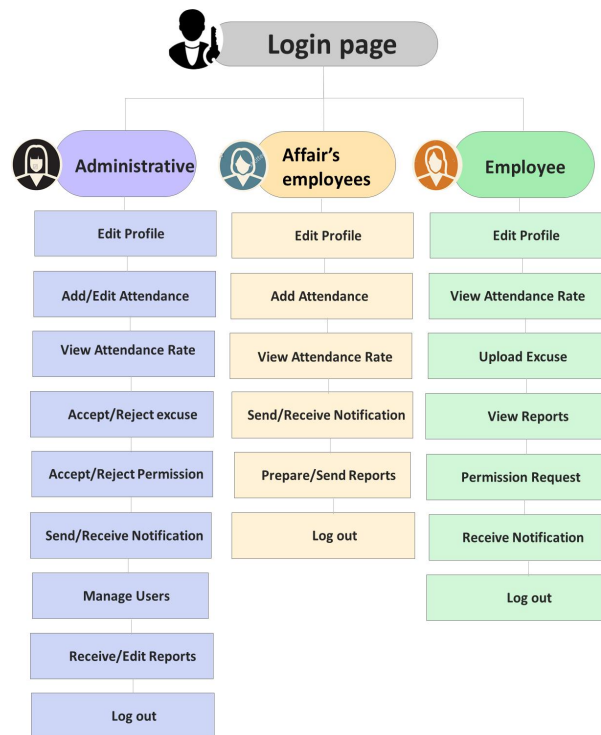 Login page
Administrative
Edit Profile
Add/Edit Attendance
View Attendance Rate
Accept/Reject excuse
Accept/Reject Permission
Send/Receive Notification
Manage Users
Receive/Edit Reports
Log out
Affair's
employees
Edit Profile
Add Attendance
View Attendance Rate
Send/Receive Notification
Prepare/Send Reports
Log out
Employee
Edit Profile
View Attendance Rate
Upload Excuse
View Reports
Permission Request
Receive Notification
Log out